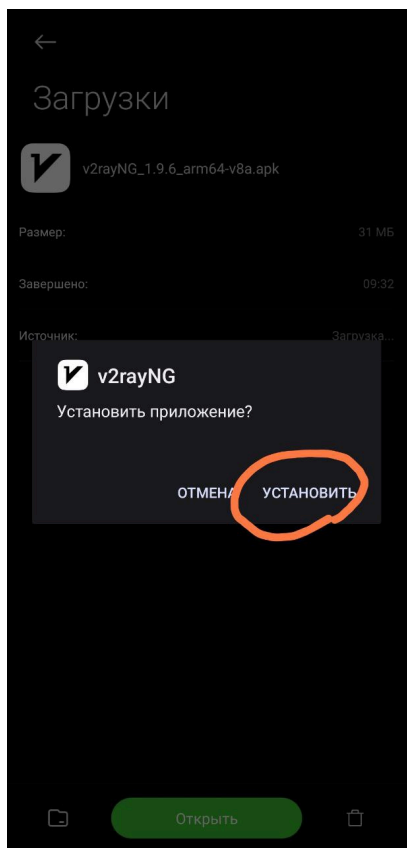 Загрузки
v2rayNG_1.9.6_arm64-v8a.apk
Размер: 31 МБ
Завершено: 09:32
Источник: Загрузка...
v2rayNG
Установить приложение?
ОТМЕНА УСТАНОВИТЬ
Открыть